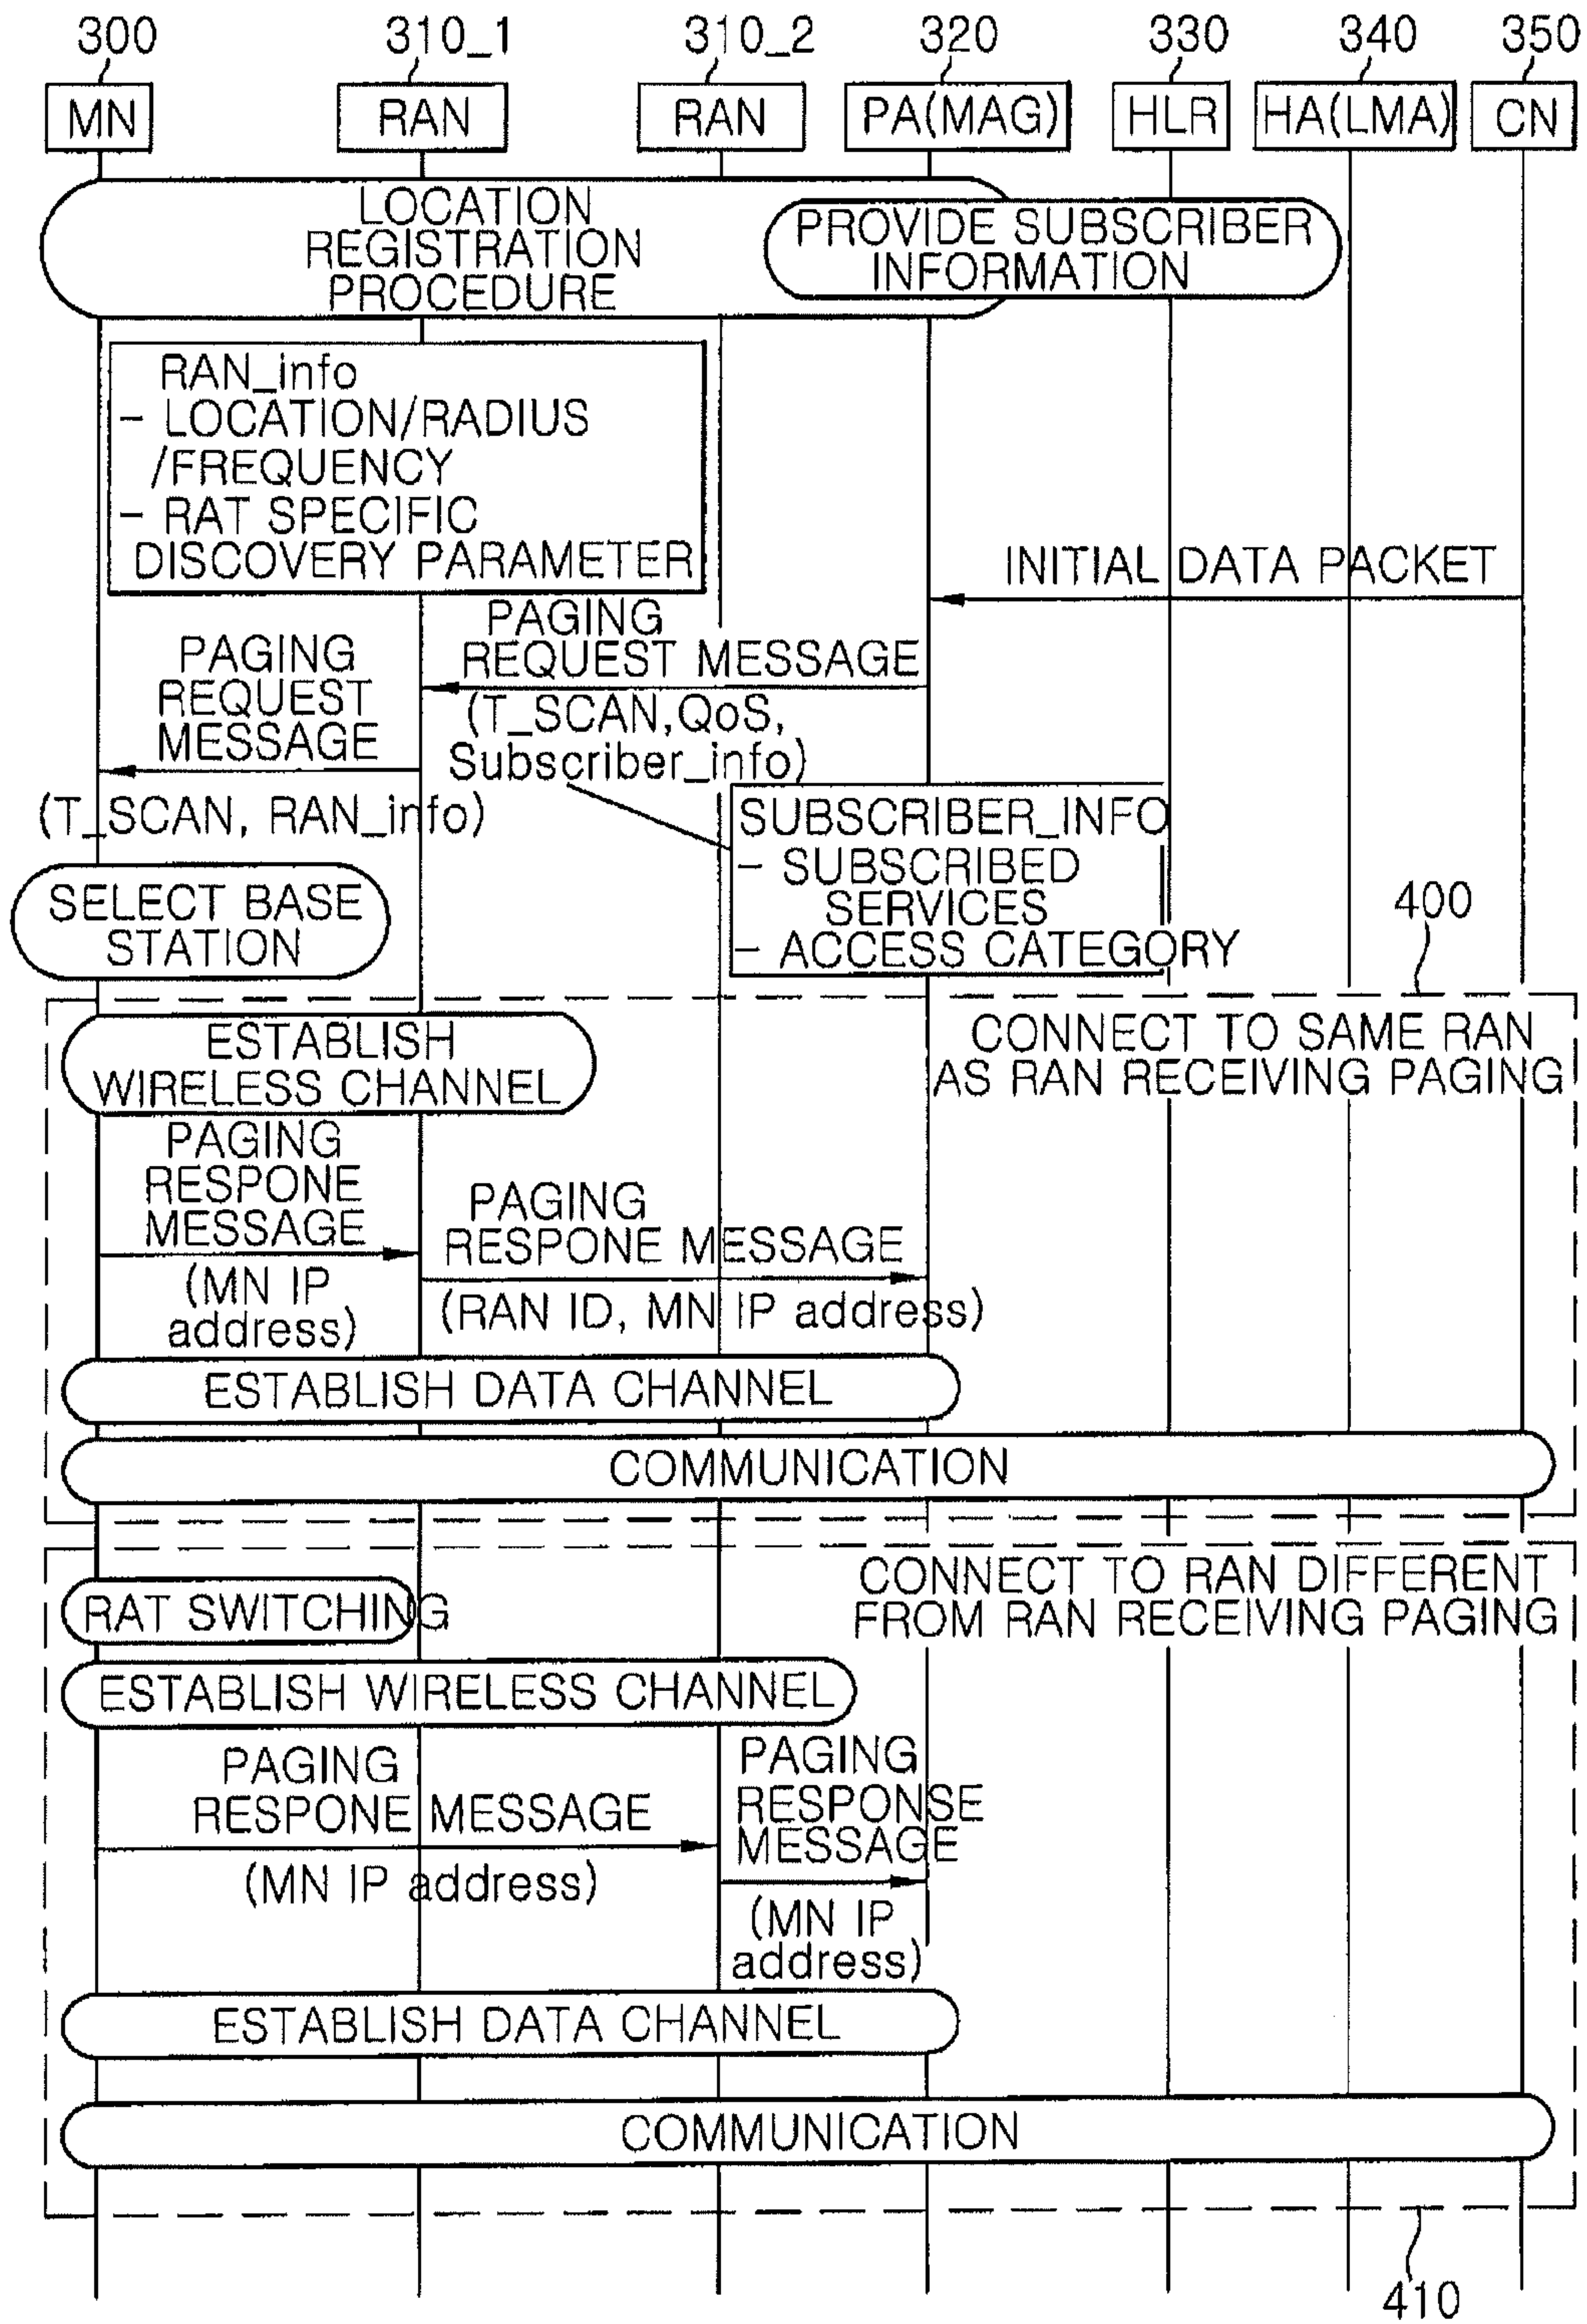 300 310_1 310_2 320 330 340 350
MN RAN RAN PA(MAG) HLR HA(LMA) CN
LOCATION
REGISTRATION
PROCEDURE
PROVIDE SUBSCRIBER
INFORMATION
RAN_info
- LOCATION/RADIUS
/FREQUENCY
- RAT SPECIFIC
DISCOVERY PARAMETER
INITIAL DATA PACKET
PAGING
REQUEST MESSAGE
(T_SCAN,QoS,
Subscriber_info)
PAGING
REQUEST
MESSAGE
(T_SCAN, RAN_info)
SUBSCRIBER_INFO
- SUBSCRIBED
SERVICES
- ACCESS CATEGORY
SELECT BASE
STATION
400
CONNECT TO SAME RAN
AS RAN RECEIVING PAGING
ESTABLISH
WIRELESS CHANNEL
PAGING
RESPONE
MESSAGE
(MN IP
address)
PAGING
RESPONE MESSAGE
(RAN ID, MN IP address)
ESTABLISH DATA CHANNEL
COMMUNICATION
CONNECT TO RAN DIFFERENT
FROM RAN RECEIVING PAGING
RAT SWITCHING
ESTABLISH WIRELESS CHANNEL
PAGING
RESPONE MESSAGE
(MN IP address)
PAGING
RESPONSE
MESSAGE
(MN IP
address)
ESTABLISH DATA CHANNEL
COMMUNICATION
410